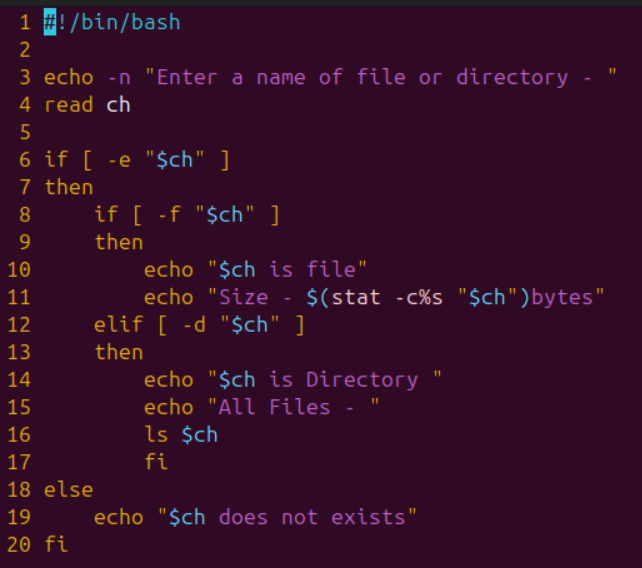 1 #!/bin/bash
2
3 echo -n "Enter a name of file or directory - "
4 read ch
5
6 if [ -e "$ch" ]
7 then
8     if [ -f "$ch" ]
9     then
10         echo "$ch is file"
11         echo "Size - $(stat -c%s "$ch")bytes"
12     elif [ -d "$ch" ]
13     then
14         echo "$ch is Directory "
15         echo "All Files - "
16         ls $ch
17         fi
18 else
19     echo "$ch does not exists"
20 fi